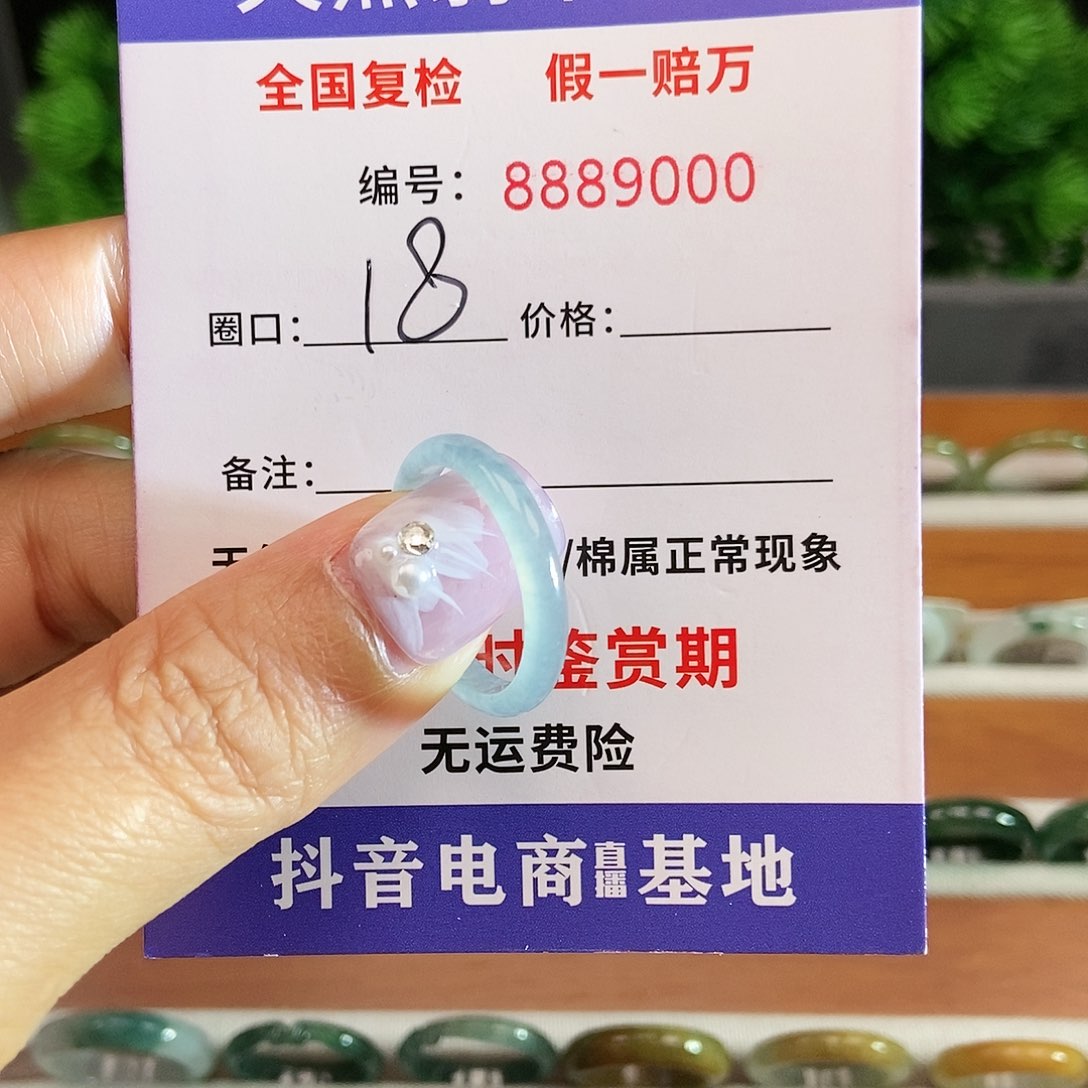 全国复检 假一赔万
编号：8889000
圈口：18 价格：
备注：
/棉属正常现象
时鉴赏期
无运费险
抖音电商直播基地